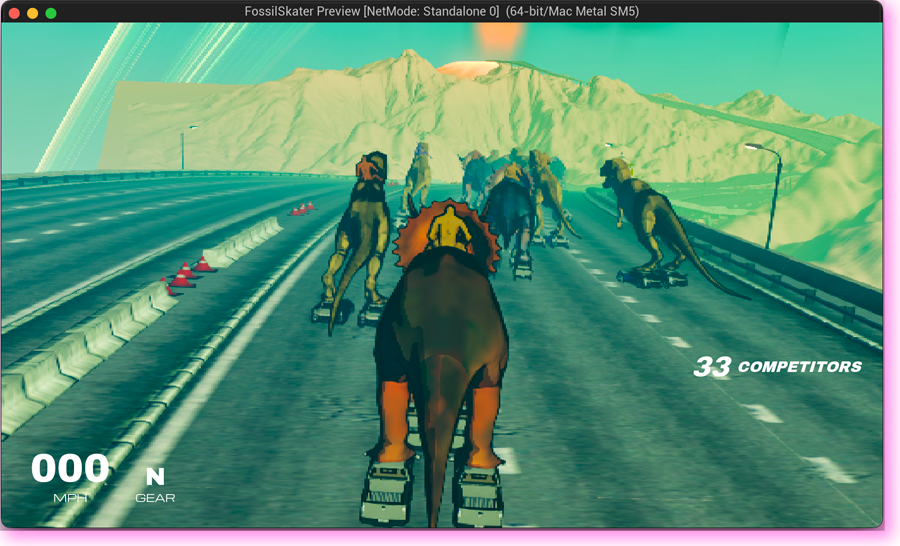 FossilSkater Preview [NetMode: Standalone 0] (64-bit/Mac Metal SM5)
33 COMPETITORS
000 N
MPH GEAR